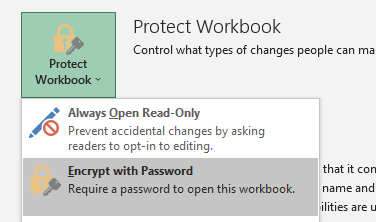 Protect Workbook
Control what types of changes people can ma
Protect
Workbook
Always Open Read-Only
Prevent accidental changes by asking
readers to opt-in to editing.
Encrypt with Password
Require a password to open this workbook.
that it con
name and
bilities are u